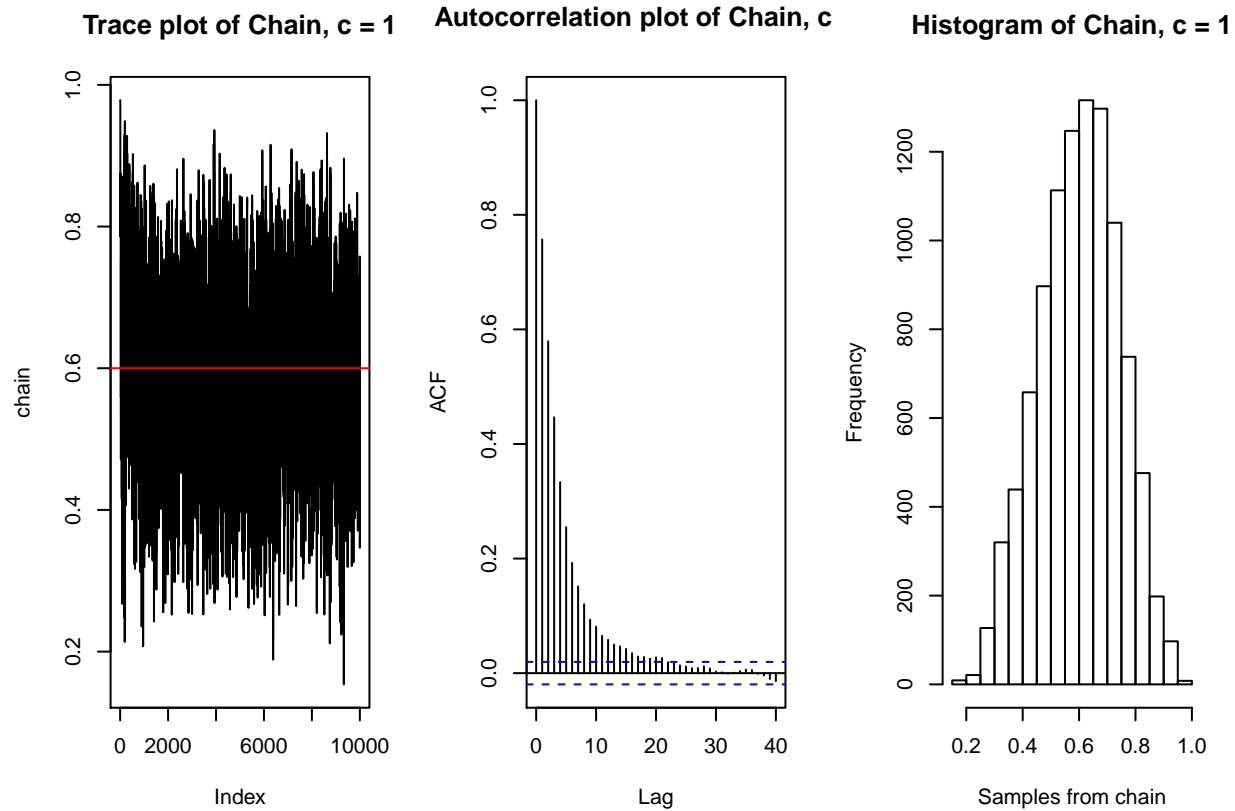 Trace plot of Chain, c = 1
chain
1.0
0.8
0.6
0.4
0.2
0 2000 6000 10000
Index
Autocorrelation plot of Chain, c
ACF
1.0
0.8
0.6
0.4
0.2
0.0
0 10 20 30 40
Lag
Histogram of Chain, c = 1
Frequency
1200
1000
800
600
400
200
0
0.2 0.4 0.6 0.8 1.0
Samples from chain